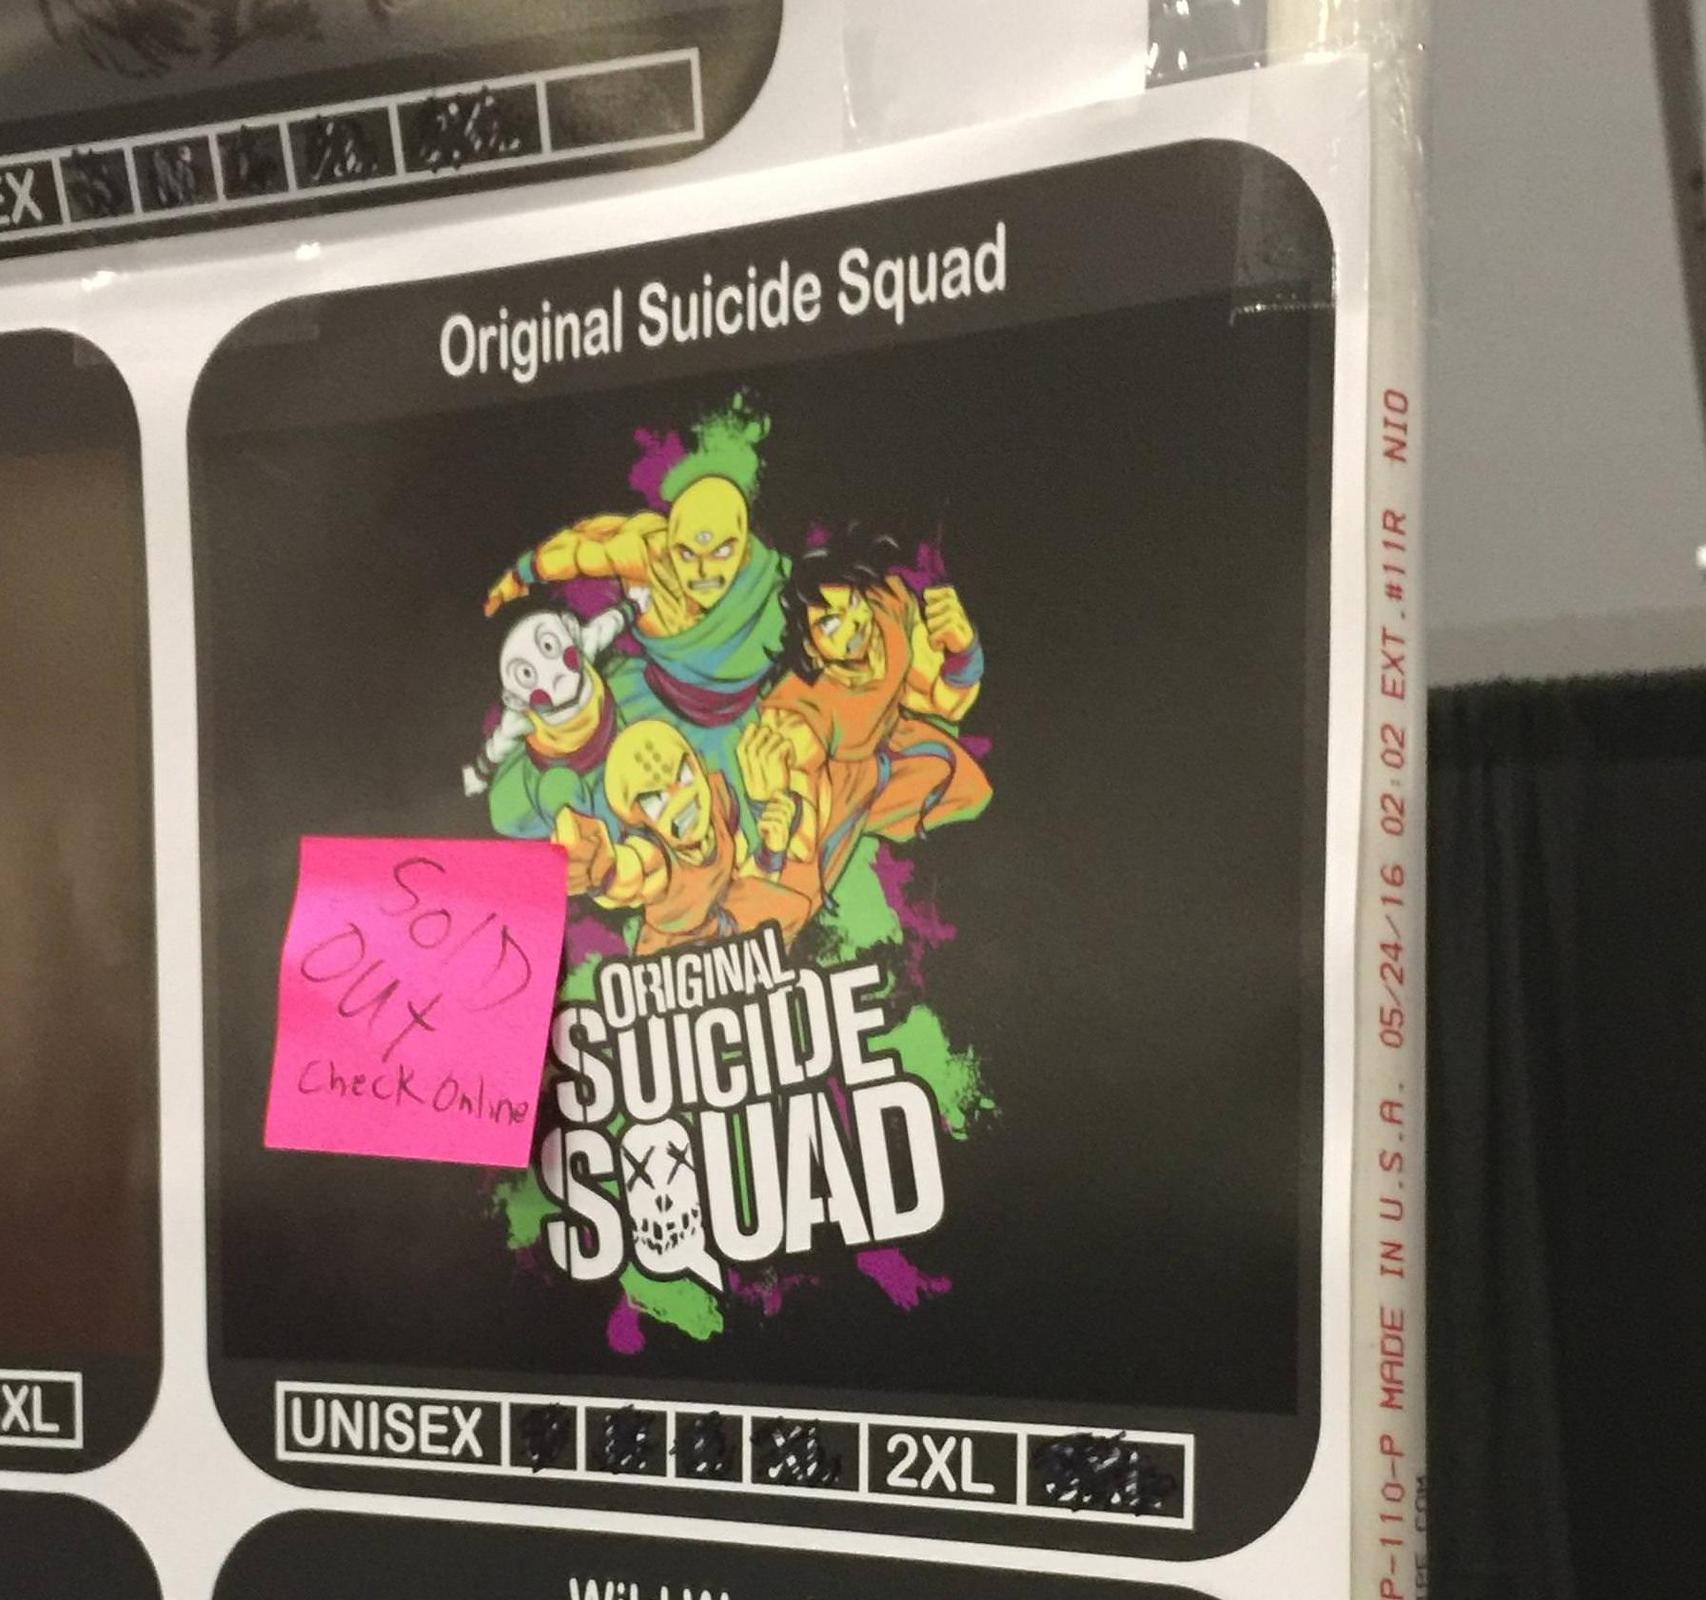 EX
Original Suicide Squad
Sold
Out
Check Online
ORIGINAL
SUICIDE
SQUAD
XL
UNISEX 2XL
P-110-P MADE IN U.S.A. 05/24/16 02:02 EXT.#11R NIO